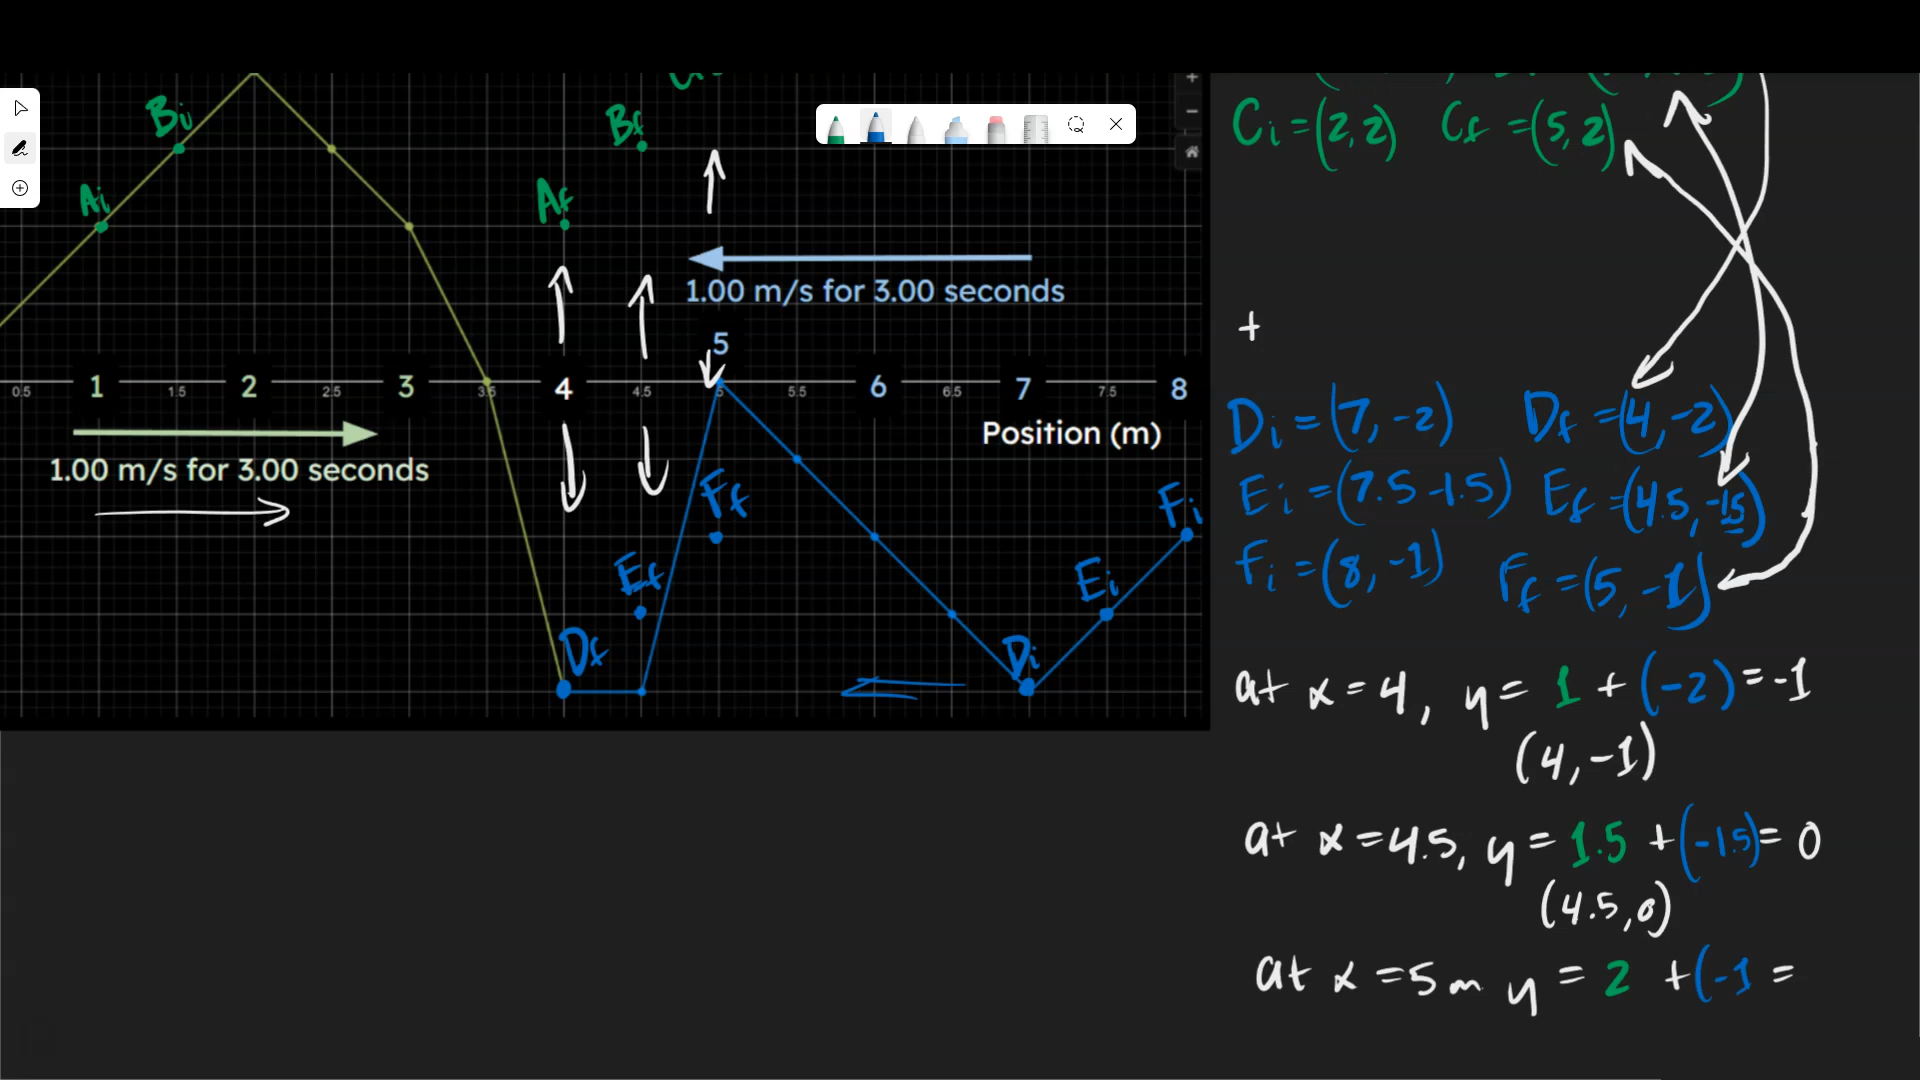 Bi
Bf
Ai
Af
1.00 m/s for 3.00 seconds
5
0.5 1 1.5 2 2.5 3 3.5 4 4.5 5 5.5 6 6.5 7 7.5 8
Position (m)
1.00 m/s for 3.00 seconds
Ff
Fi
Ef
Ei
Df
Di
Ci = (2, 2) Cf = (5, 2)
+
Di = (7, -2) Df = (4, -2)
Ei = (7.5 -1.5) Ef = (4.5, -1.5)
Fi = (8, -1) Ff = (5, -1)
at x = 4, y = 1 + (-2) = -1
(4, -1)
at x = 4.5, y = 1.5 + (-1.5) = 0
(4.5, 0)
at x = 5 m y = 2 + (-1 =